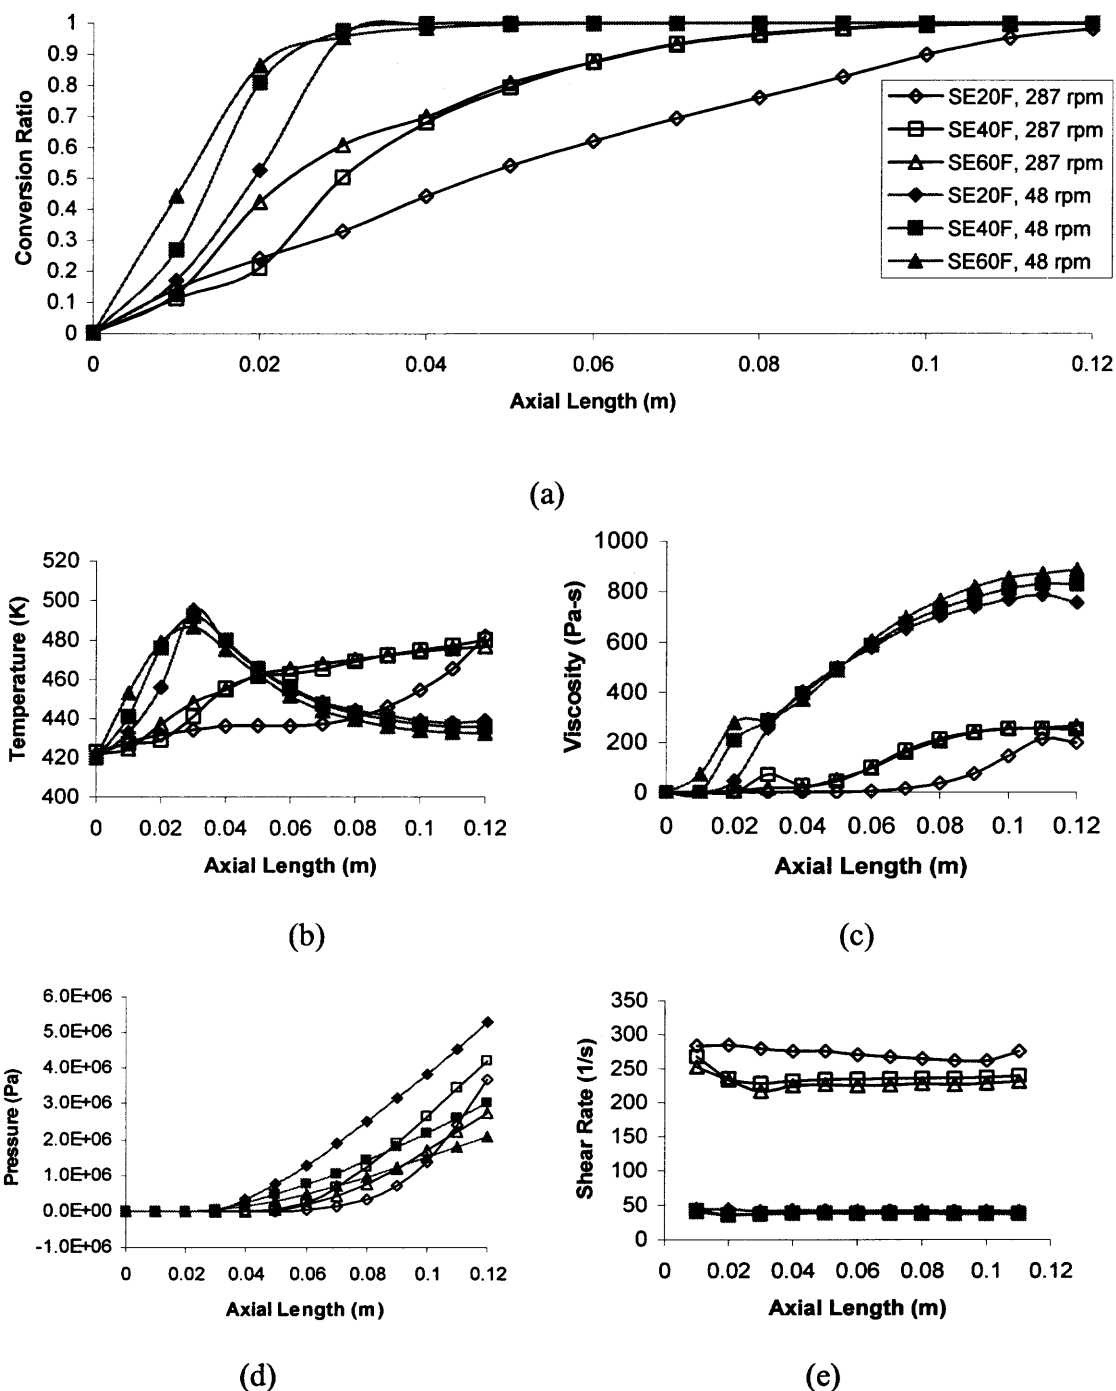 1
0.9
0.8
0.7
0.6
0.5
0.4
0.3
0.2
0.1
0
Conversion Ratio
SE20F, 287 rpm
SE40F, 287 rpm
SE60F, 287 rpm
SE20F, 48 rpm
SE40F, 48 rpm
SE60F, 48 rpm
0 0.02 0.04 0.06 0.08 0.1 0.12
Axial Length (m)
(a)
520
500
480
460
440
420
400
Temperature (K)
0 0.02 0.04 0.06 0.08 0.1 0.12
Axial Length (m)
(b)
1000
800
600
400
200
0
Viscosity (Pa-s)
0 0.02 0.04 0.06 0.08 0.1 0.12
Axial Length (m)
(c)
6.0E+06
5.0E+06
4.0E+06
3.0E+06
2.0E+06
1.0E+06
0.0E+00
-1.0E+06
Pressure (Pa)
0 0.02 0.04 0.06 0.08 0.1 0.12
Axial Length (m)
(d)
350
300
250
200
150
100
50
0
Shear Rate (1/s)
0 0.02 0.04 0.06 0.08 0.1 0.12
Axial Length (m)
(e)